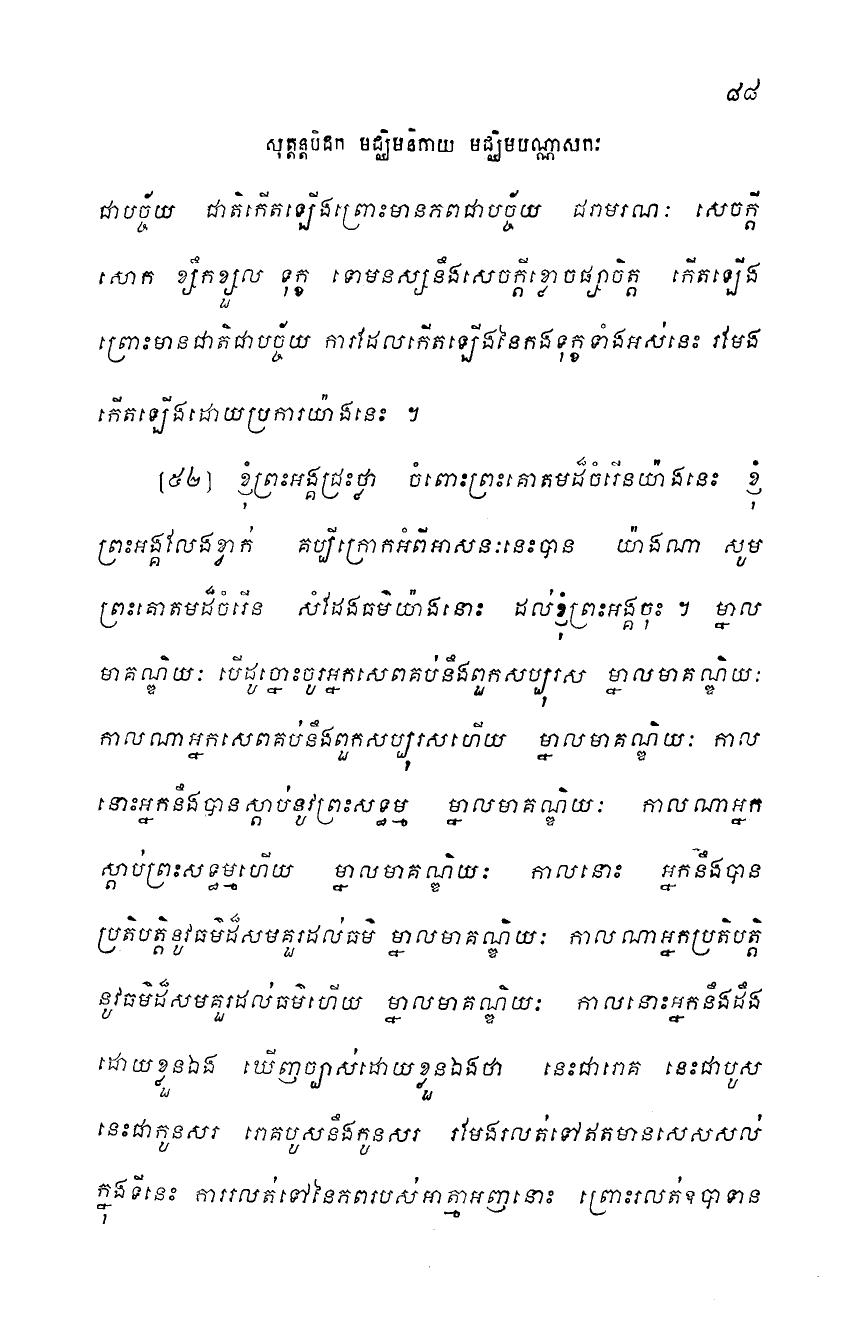 ៨៨
សុត្តន្តបិដក មជ្ឈិមនិកាយ មជ្ឈិមបណ្ណាសកៈ
ជាបច្ច័យ ជាតិកើតឡើងព្រោះមានភពជាបច្ច័យ ជរាមរណៈ សេចក្តី
សោក ខ្សឹកខ្សួល ទុក្ខ ទោមនស្សនឹងសេចក្តីខ្ទោចផ្សាចិត្ត កើតឡើង
ព្រោះមានជាតិជាបច្ច័យ ការដែលកើតឡើងនៃកងទុក្ខទាំងអស់នេះ រមែង
កើតឡើងដោយប្រការយ៉ាងនេះ ។
[៥២] ខ្ញុំព្រះអង្គជ្រះថ្លា ចំពោះព្រះគោតមដ៏ចំរើនយ៉ាងនេះ ខ្ញុំ
ព្រះអង្គលែងខ្វាក់ គប្បីក្រោកអំពីអាសនៈនេះបាន យ៉ាងណា សូម
ព្រះគោតមដ៏ចំរើន សំដែងធម៌យ៉ាងនោះ ដល់ខ្ញុំព្រះអង្គចុះ ។ ម្នាល
មាគណ្ឌិយៈ បើដូច្នោះចូរអ្នកសេពគប់នឹងពួកសប្បុរស ម្នាលមាគណ្ឌិយៈ
កាលណាអ្នកសេពគប់នឹងពួកសប្បុរសហើយ ម្នាលមាគណ្ឌិយៈ កាល
នោះអ្នកនឹងបានស្តាប់នូវព្រះសទ្ធម្ម ម្នាលមាគណ្ឌិយៈ កាលណាអ្នក
ស្តាប់ព្រះសទ្ធម្មហើយ ម្នាលមាគណ្ឌិយៈ កាលនោះ អ្នកនឹងបាន
ប្រតិបត្តិនូវធម៌ដ៏សមគួរដល់ធម៌ ម្នាលមាគណ្ឌិយៈ កាលណាអ្នកប្រតិបត្តិ
នូវធម៌ដ៏សមគួរដល់ធម៌ហើយ ម្នាលមាគណ្ឌិយៈ កាលនោះអ្នកនឹងដឹង
ដោយខ្លួនឯង ឃើញច្បាស់ដោយខ្លួនឯងថា នេះជារោគ នេះជាបូស
នេះជាកូនសរ រោគបូសនឹងកូនសរ រមែងរលត់ទៅឥតមានសេសសល់
ក្នុងទីនេះ ការរលត់ទៅនៃភពរបស់អាត្មាអញនោះ ព្រោះរលត់ឧបាទាន